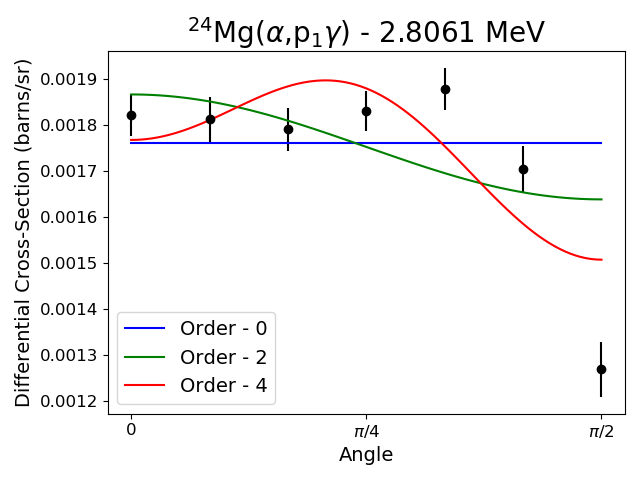 ²⁴Mg(α,p₁γ) - 2.8061 MeV
Differential Cross-Section (barns/sr)
0.0019
0.0018
0.0017
0.0016
0.0015
0.0014
0.0013
0.0012
Order - 0
Order - 2
Order - 4
0 π/4 π/2
Angle